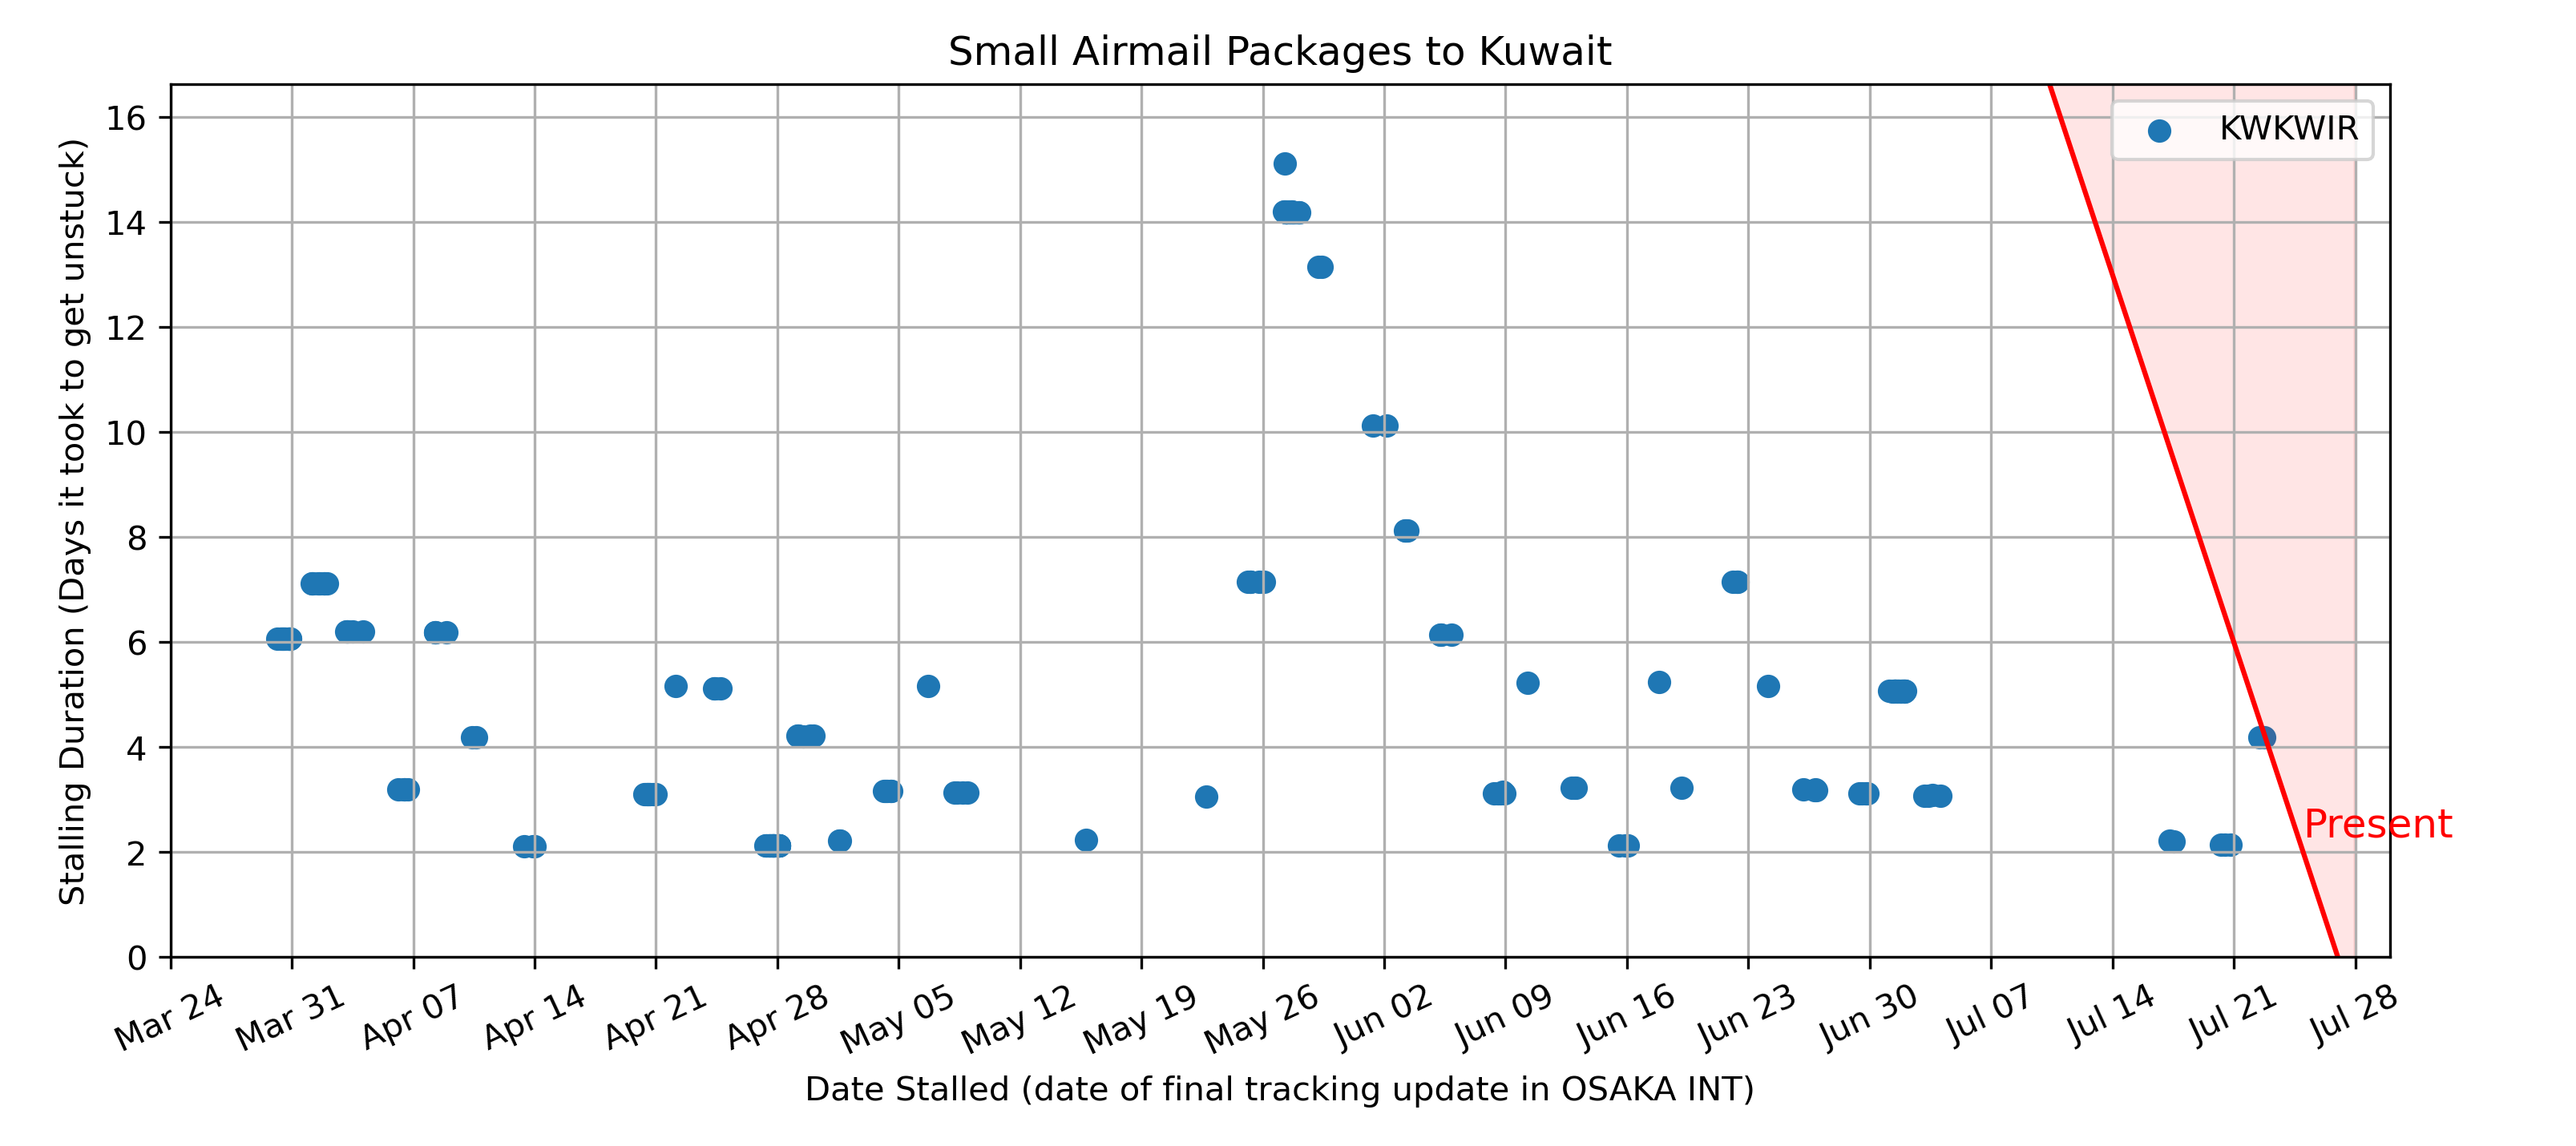 Small Airmail Packages to Kuwait
KWKWIR
Stalling Duration (Days it took to get unstuck)
16
14
12
10
8
6
4
2
0
Present
Mar 24 Mar 31 Apr 07 Apr 14 Apr 21 Apr 28 May 05 May 12 May 19 May 26 Jun 02 Jun 09 Jun 16 Jun 23 Jun 30 Jul 07 Jul 14 Jul 21 Jul 28
Date Stalled (date of final tracking update in OSAKA INT)